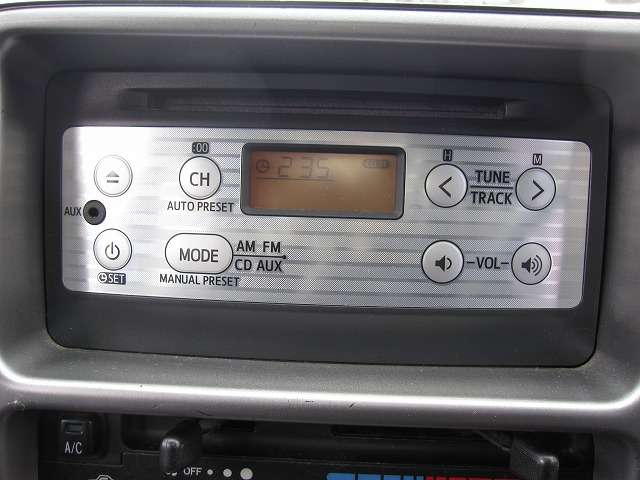 :00
H
M
CH
2 35
TUNE
TRACK
AUTO PRESET
AUX
MODE
AM FM
CD AUX
VOL
SET
MANUAL PRESET
A/C
OFF